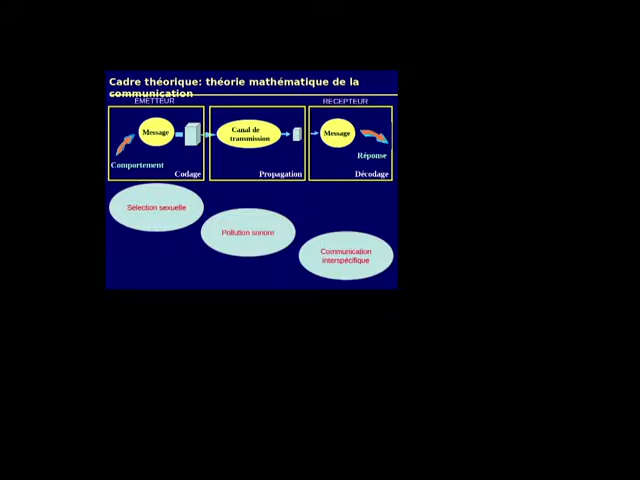 Cadre théorique: théorie mathématique de la
communication
EMETTEUR
RECEPTEUR
Message
Comportement
Codage
Canal de
transmission
Propagation
Message
Réponse
Décodage
Sélection sexuelle
Pollution sonore
Communication
interspécifique